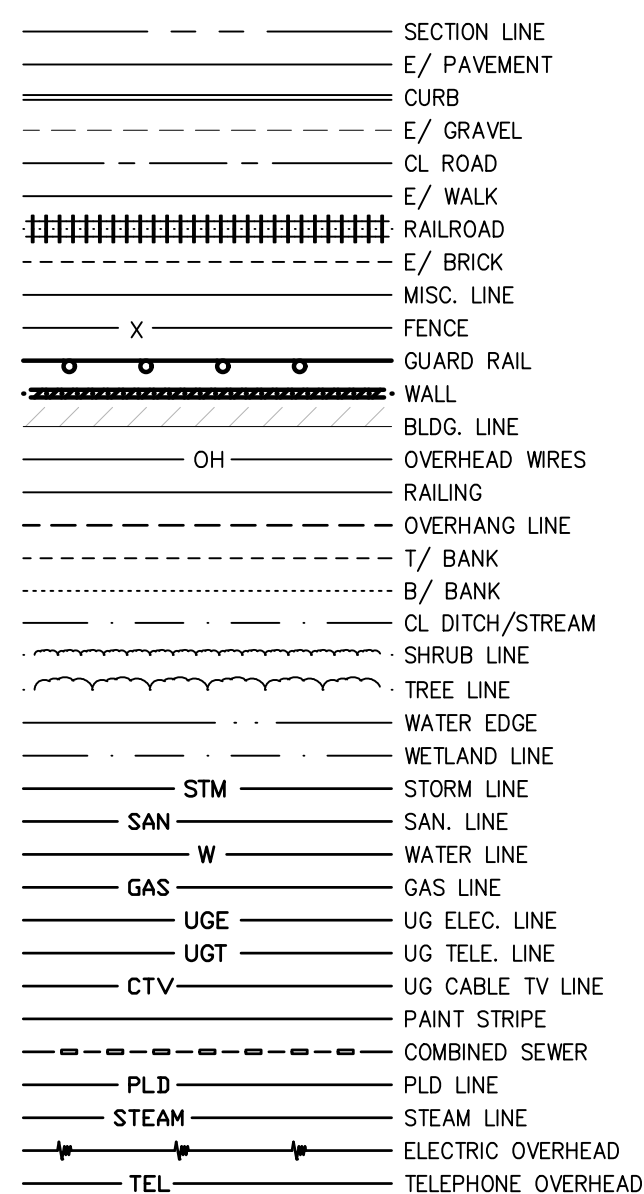 SECTION LINE
E/ PAVEMENT
CURB
E/ GRAVEL
CL ROAD
E/ WALK
RAILROAD
E/ BRICK
MISC. LINE
X FENCE
GUARD RAIL
WALL
BLDG. LINE
OH OVERHEAD WIRES
RAILING
OVERHANG LINE
T/ BANK
B/ BANK
CL DITCH/STREAM
SHRUB LINE
TREE LINE
WATER EDGE
WETLAND LINE
STM STORM LINE
SAN SAN. LINE
W WATER LINE
GAS GAS LINE
UGE UG ELEC. LINE
UGT UG TELE. LINE
CTV UG CABLE TV LINE
PAINT STRIPE
COMBINED SEWER
PLD PLD LINE
STEAM STEAM LINE
ELECTRIC OVERHEAD
TEL TELEPHONE OVERHEAD